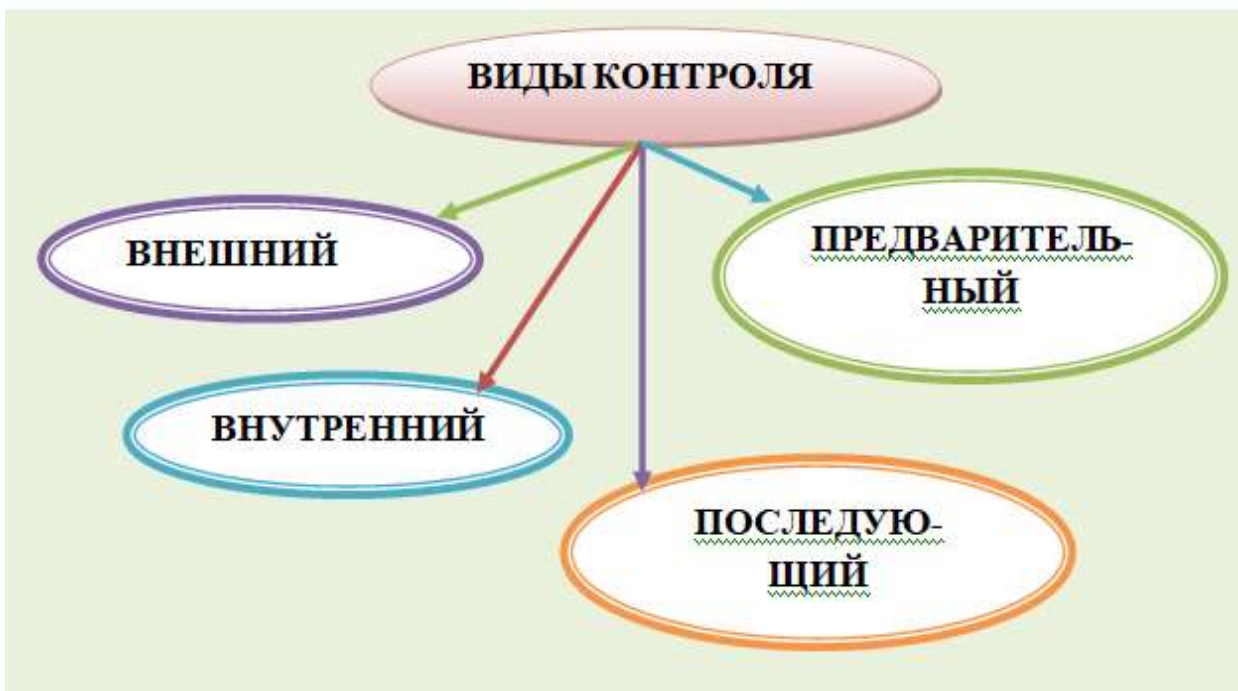 ВИДЫ КОНТРОЛЯ
ВНЕШНИЙ
ПРЕДВАРИТЕЛЬ-
НЫЙ
ВНУТРЕННИЙ
ПОСЛЕДУЮ-
ЩИЙ